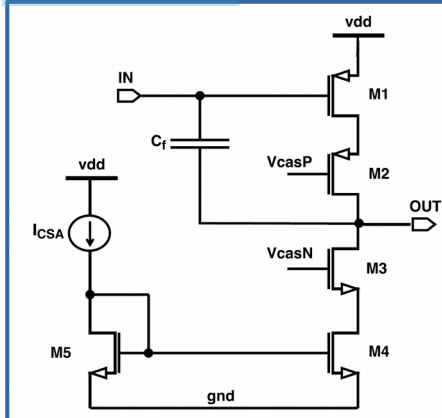 vdd
IN
M1
Cf
VcasP
M2
vdd
OUT
ICSA
VcasN
M3
M5
M4
gnd